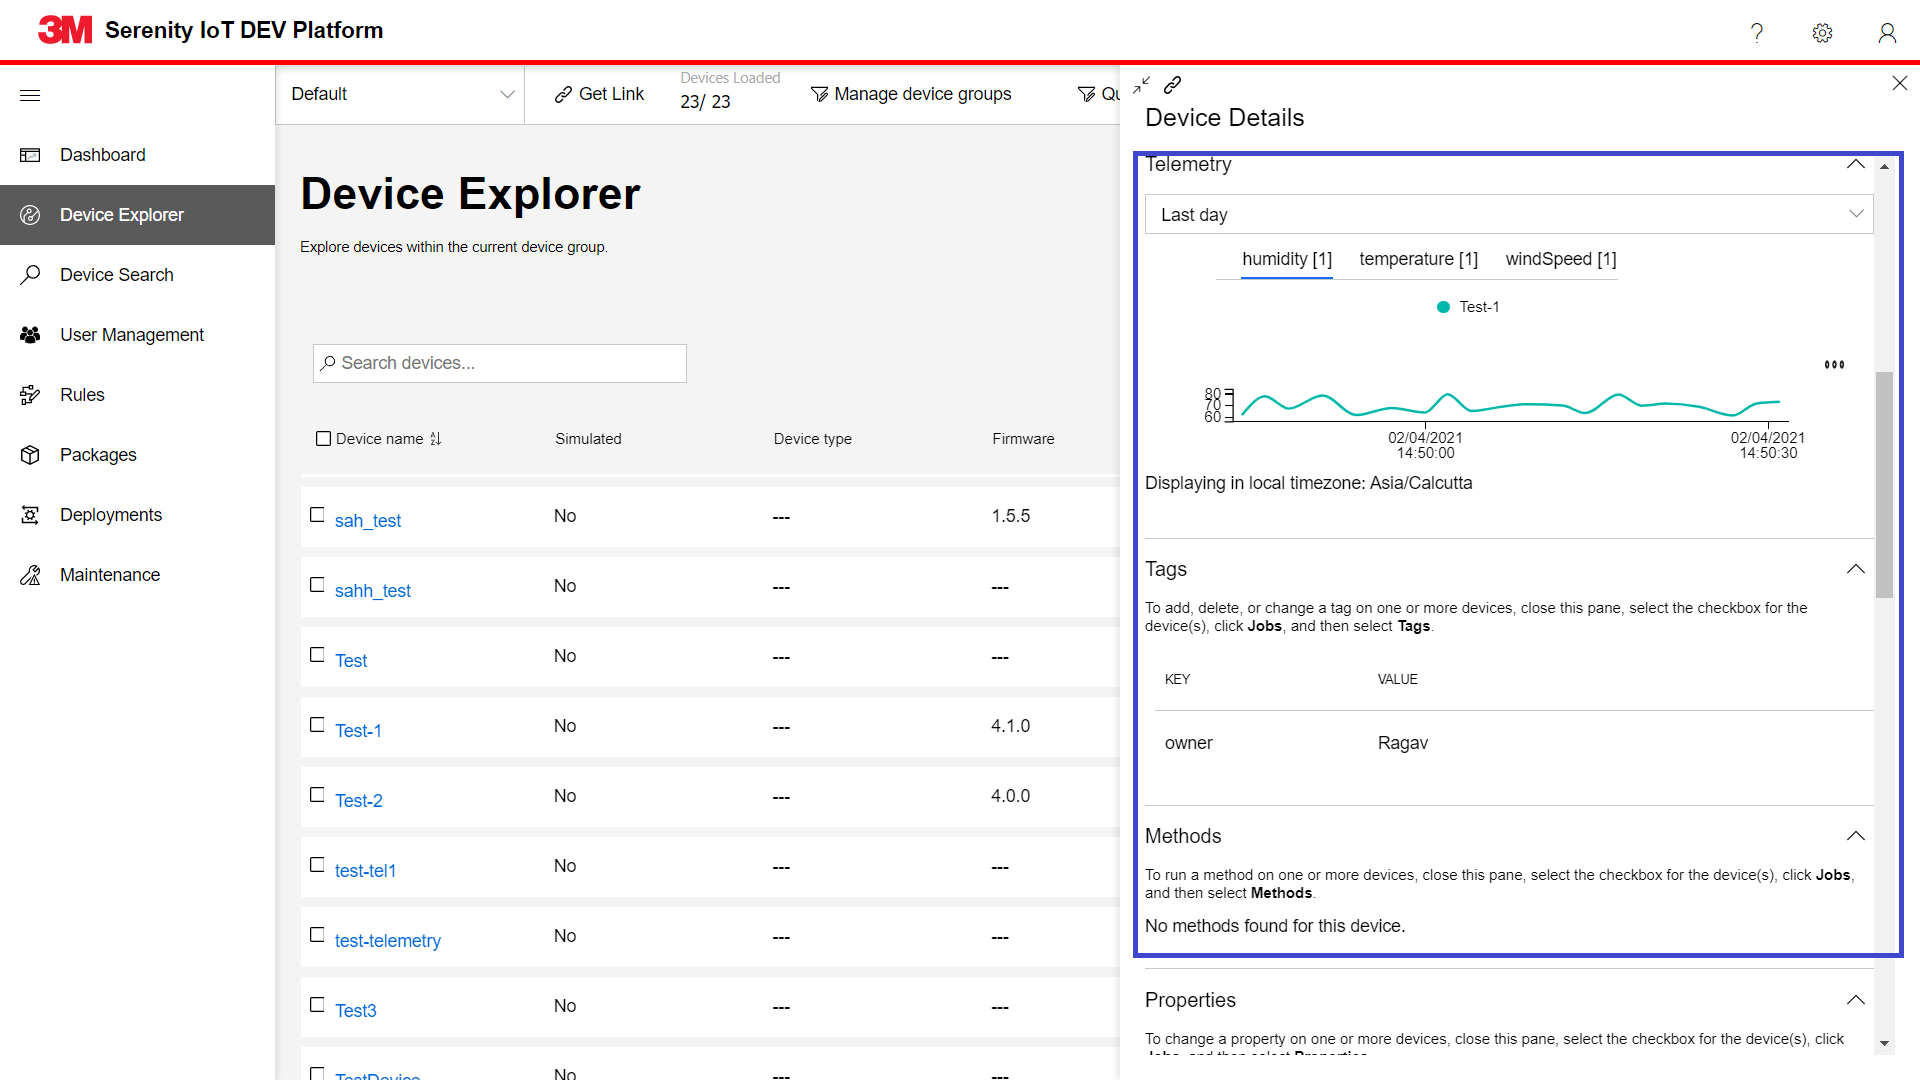 3M Serenity IoT DEV Platform
Dashboard
Device Explorer
Device Search
User Management
Rules
Packages
Deployments
Maintenance
Default
Get Link
Devices Loaded
23/ 23
Manage device groups
Device Explorer
Explore devices within the current device group.
Search devices...
Device name Simulated Device type Firmware
sah_test No --- 1.5.5
sahh_test No --- ---
Test No --- ---
Test-1 No --- 4.1.0
Test-2 No --- 4.0.0
test-tel1 No --- ---
test-telemetry No --- ---
Test3 No --- ---
TestDevice No --- ---
Device Details
Telemetry
Last day
humidity [1] temperature [1] windSpeed [1]
Test-1
80
70
60
02/04/2021 02/04/2021
14:50:00 14:50:30
Displaying in local timezone: Asia/Calcutta
Tags
To add, delete, or change a tag on one or more devices, close this pane, select the checkbox for the
device(s), click Jobs, and then select Tags.
KEY VALUE
owner Ragav
Methods
To run a method on one or more devices, close this pane, select the checkbox for the device(s), click Jobs,
and then select Methods.
No methods found for this device.
Properties
To change a property on one or more devices, close this pane, select the checkbox for the device(s), click
Jobs, and then select Properties